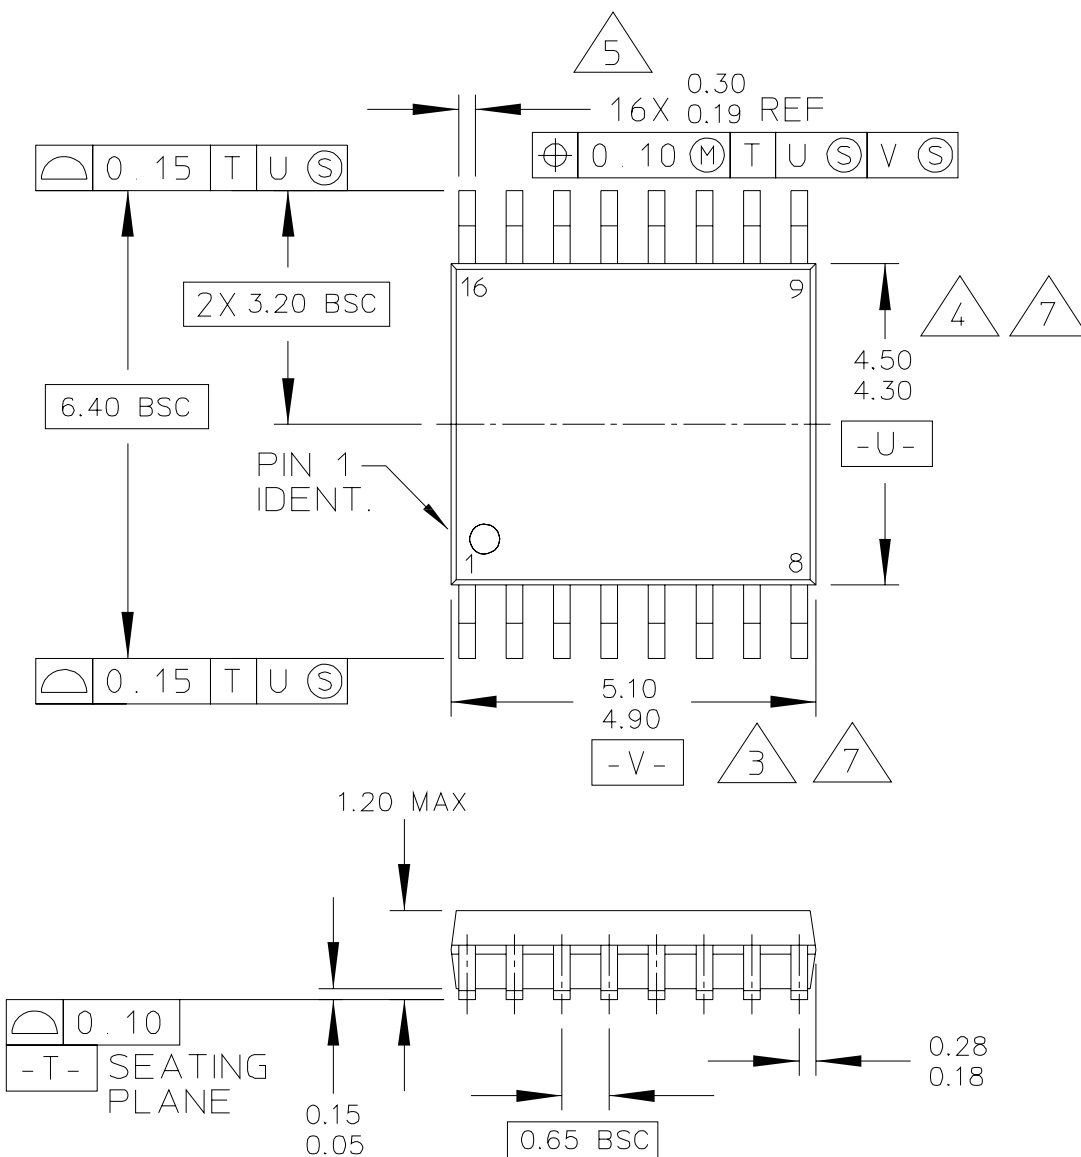 5
0.30
16X 0.19 REF
⌖ 0.10 Ⓜ T U Ⓢ V Ⓢ
⌓ 0.15 T U Ⓢ
16
9
2X 3.20 BSC
4
7
4.50
4.30
6.40 BSC
-U-
PIN 1
IDENT.
1
8
⌓ 0.15 T U Ⓢ
5.10
4.90
-V-
3
7
1.20 MAX
⌓ 0.10
-T- SEATING
PLANE
0.28
0.18
0.15
0.05
0.65 BSC